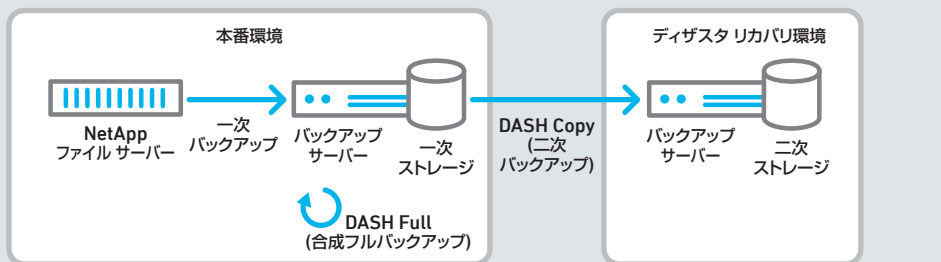 本番環境
NetApp
ファイル サーバー
一次
バックアップ
バックアップ
サーバー
一次
ストレージ
DASH Full
(合成フルバックアップ)
DASH Copy
(二次
バックアップ)
ディザスタ リカバリ環境
バックアップ
サーバー
二次
ストレージ